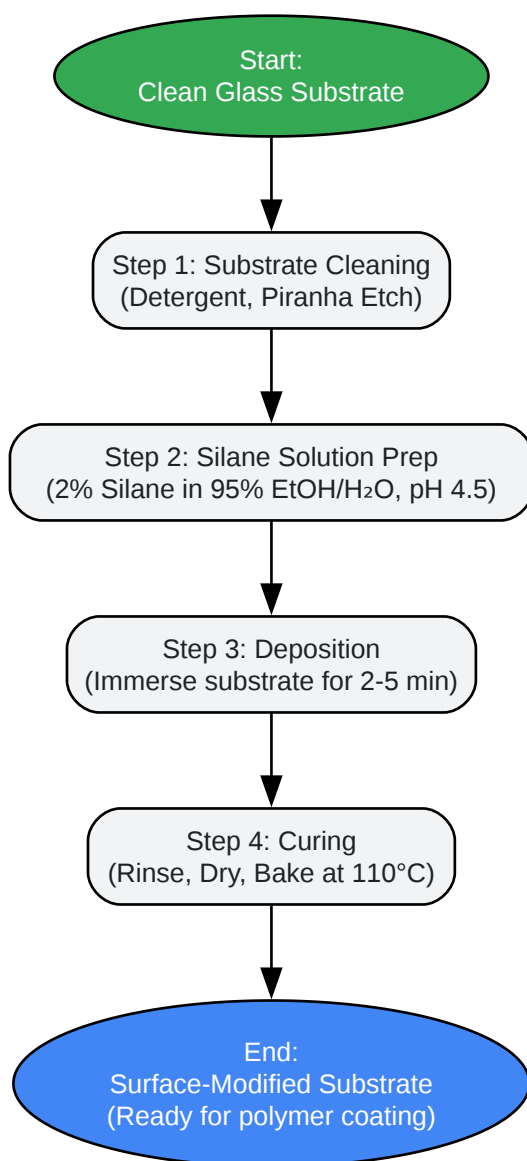 Start:
Clean Glass Substrate
Step 1: Substrate Cleaning
(Detergent, Piranha Etch)
Step 2: Silane Solution Prep
(2% Silane in 95% EtOH/H₂O, pH 4.5)
Step 3: Deposition
(Immerse substrate for 2-5 min)
Step 4: Curing
(Rinse, Dry, Bake at 110°C)
End:
Surface-Modified Substrate
(Ready for polymer coating)